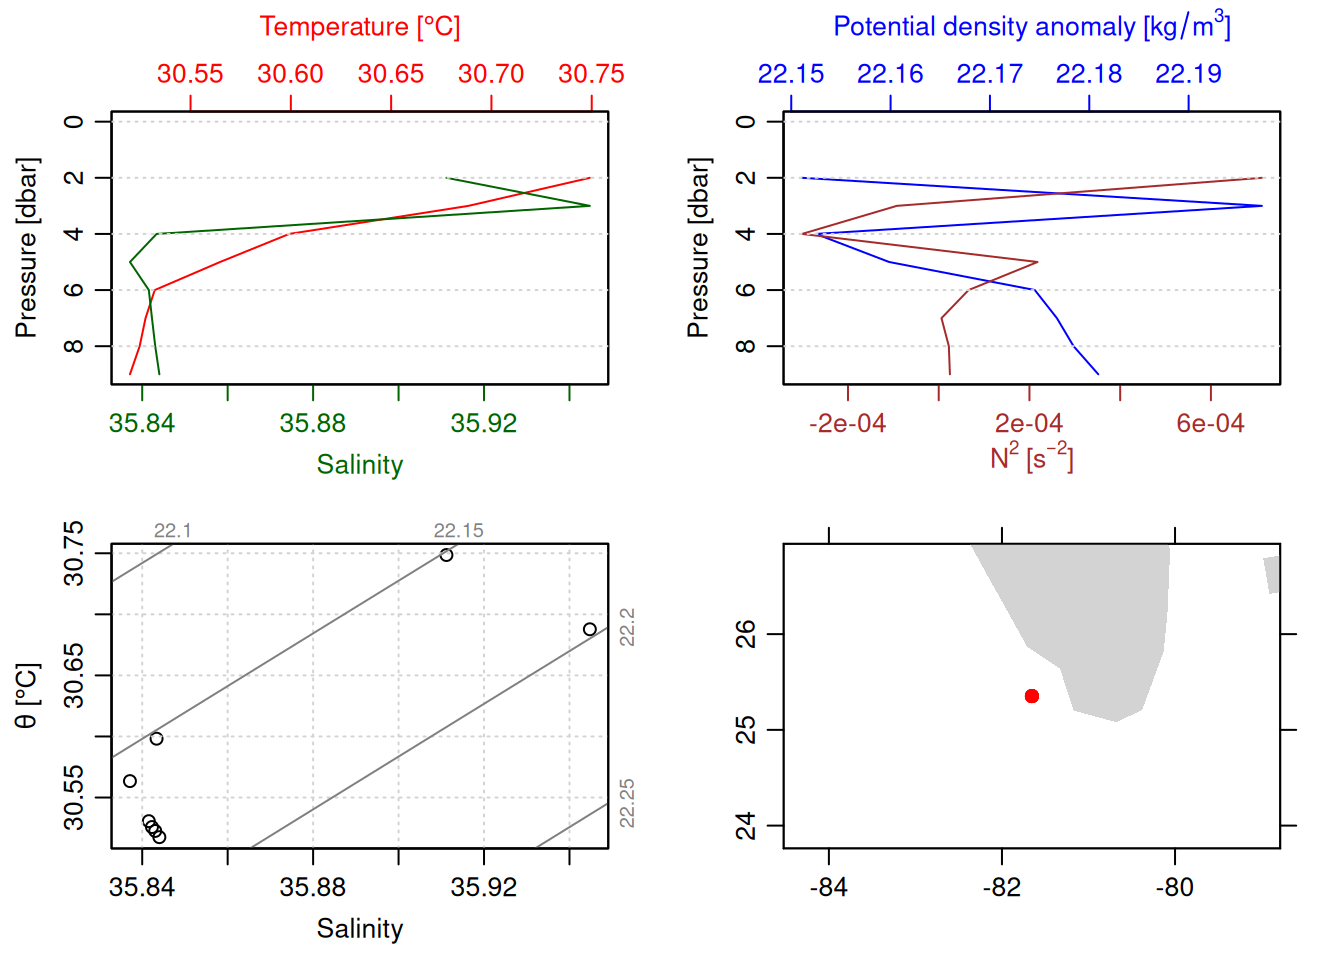 Temperature [°C]
30.55 30.60 30.65 30.70 30.75
0
2
4
6
8
Pressure [dbar]
35.84 35.88 35.92
Salinity
Potential density anomaly [kg/m³]
22.15 22.16 22.17 22.18 22.19
0
2
4
6
8
Pressure [dbar]
-2e-04 2e-04 6e-04
N² [s⁻²]
22.1 22.15
22.2
22.25
30.75
30.65
30.55
θ [°C]
35.84 35.88 35.92
Salinity
26
25
24
-84 -82 -80